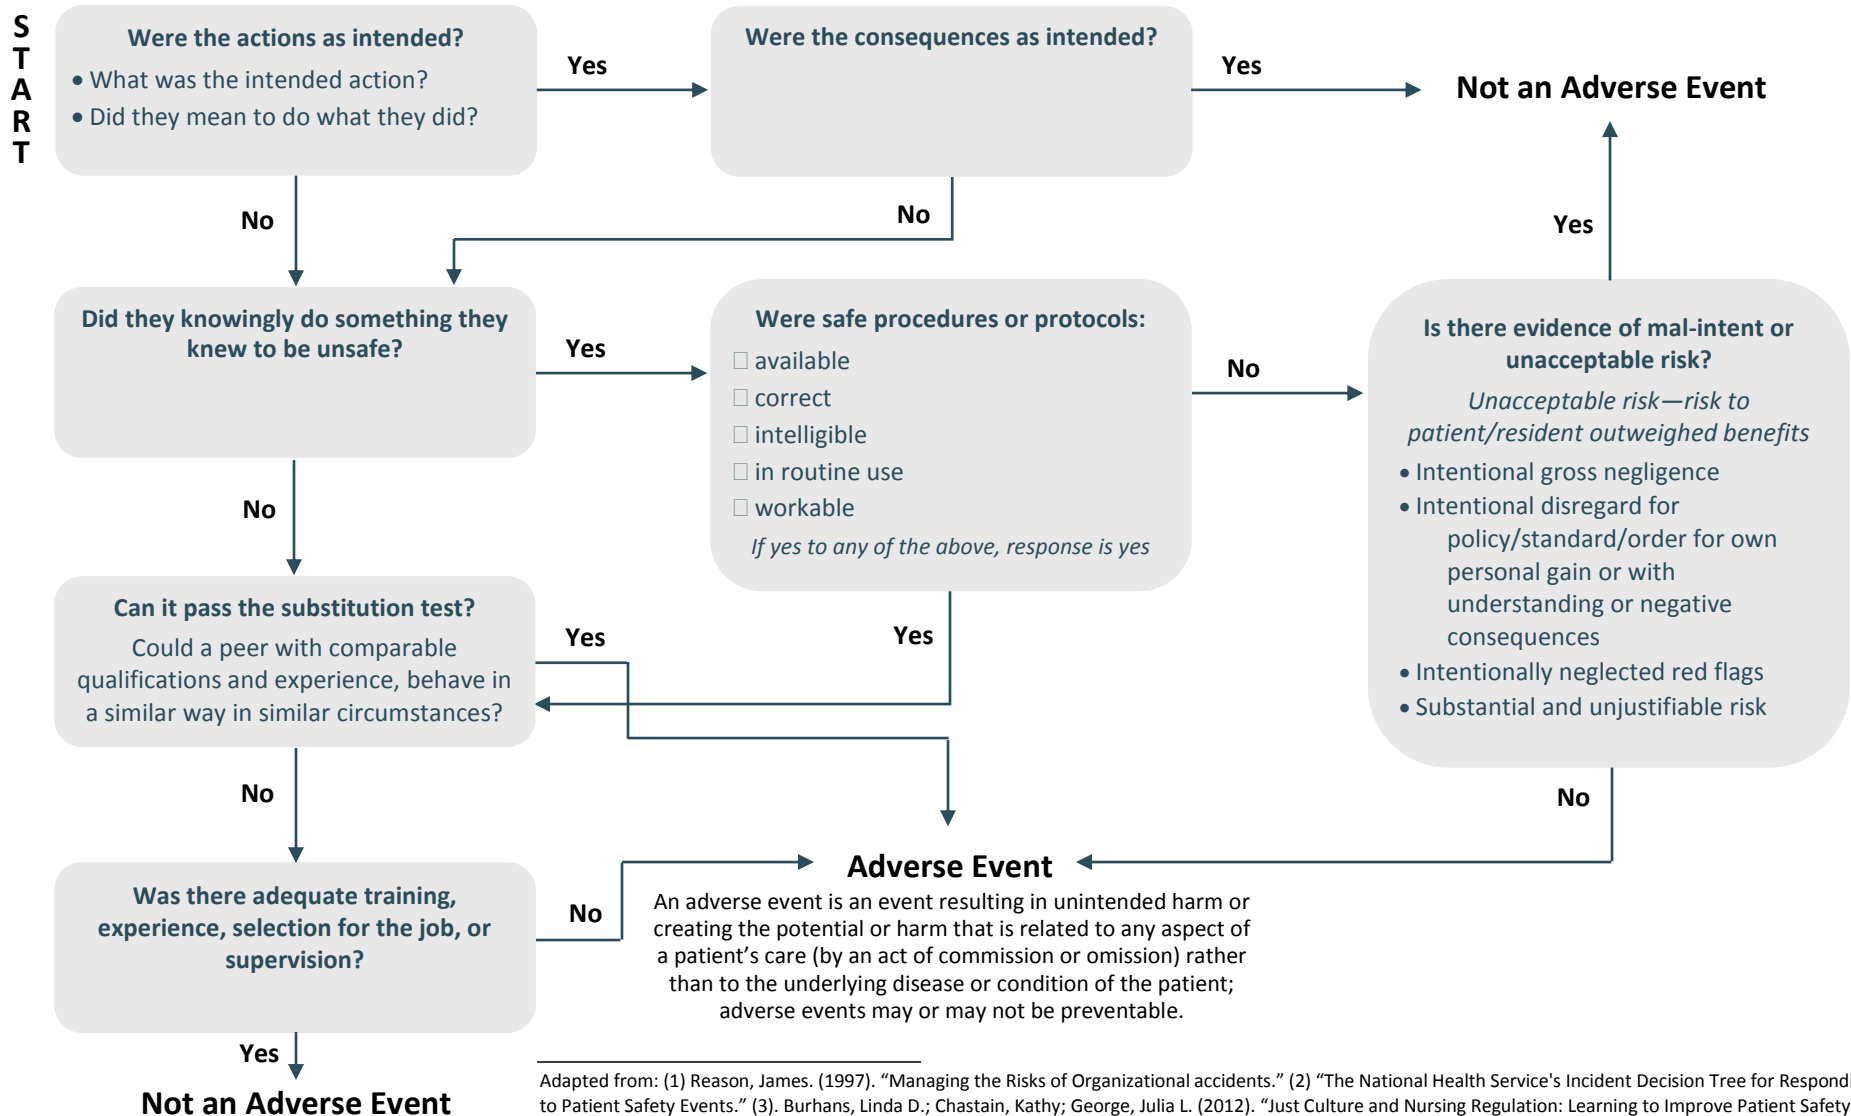 START
Were the actions as intended?
• What was the intended action?
• Did they mean to do what they did?
Yes
Were the consequences as intended?
Yes
Not an Adverse Event
No
No
Yes
Did they knowingly do something they
knew to be unsafe?
Yes
Were safe procedures or protocols:
□ available
□ correct
□ intelligible
□ in routine use
□ workable
If yes to any of the above, response is yes
No
Is there evidence of mal-intent or
unacceptable risk?
Unacceptable risk—risk to
patient/resident outweighed benefits
• Intentional gross negligence
• Intentional disregard for
policy/standard/order for own
personal gain or with
understanding or negative
consequences
• Intentionally neglected red flags
• Substantial and unjustifiable risk
No
Can it pass the substitution test?
Could a peer with comparable
qualifications and experience, behave in
a similar way in similar circumstances?
Yes
Yes
No
No
Was there adequate training,
experience, selection for the job, or
supervision?
No
Adverse Event
An adverse event is an event resulting in unintended harm or
creating the potential or harm that is related to any aspect of
a patient’s care (by an act of commission or omission) rather
than to the underlying disease or condition of the patient;
adverse events may or may not be preventable.
Yes
Not an Adverse Event
Adapted from: (1) Reason, James. (1997). “Managing the Risks of Organizational accidents.” (2) “The National Health Service's Incident Decision Tree for Respondi
to Patient Safety Events.” (3). Burhans, Linda D.; Chastain, Kathy; George, Julia L. (2012). “Just Culture and Nursing Regulation: Learning to Improve Patient Safety